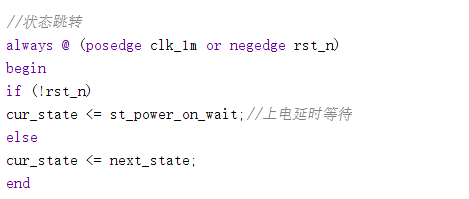 //状态跳转
always @ (posedge clk_1m or negedge rst_n)
begin
if (!rst_n)
cur_state <= st_power_on_wait;//上电延时等待
else
cur_state <= next_state;
end